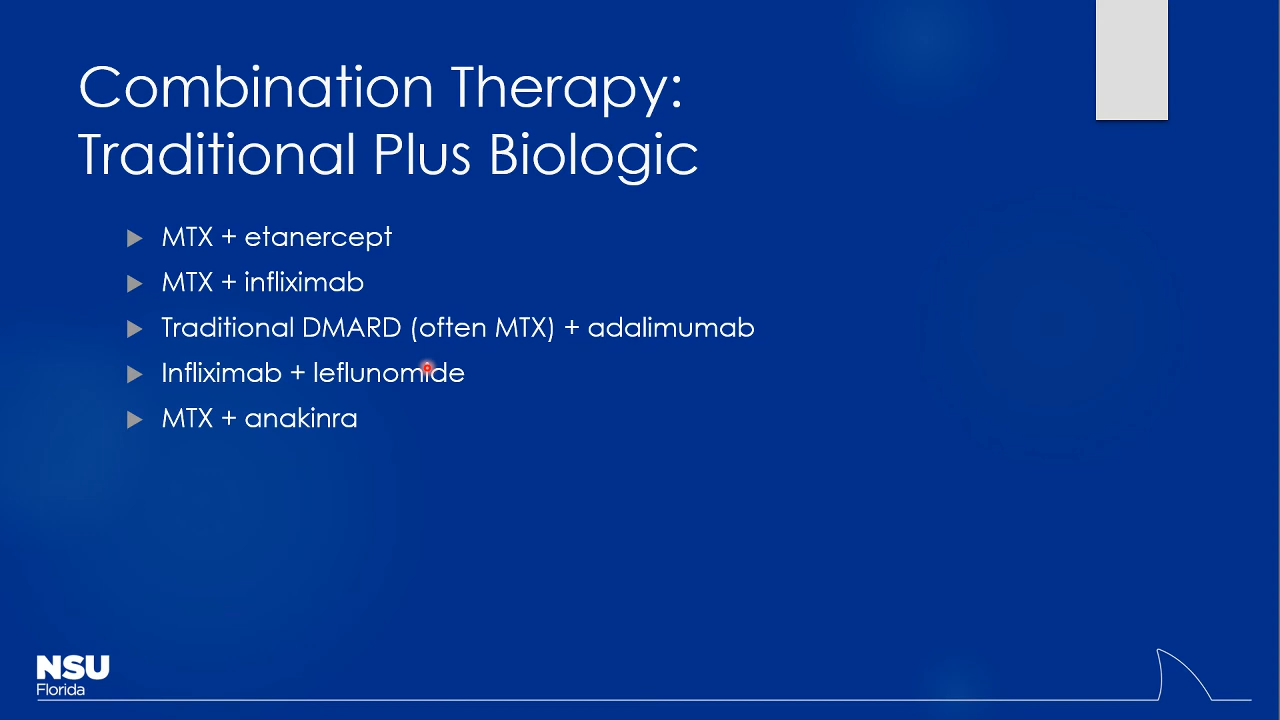 Combination Therapy:
Traditional Plus Biologic
MTX + etanercept
MTX + infliximab
Traditional DMARD (often MTX) + adalimumab
Infliximab + leflunomide
MTX + anakinra
NSU
Florida